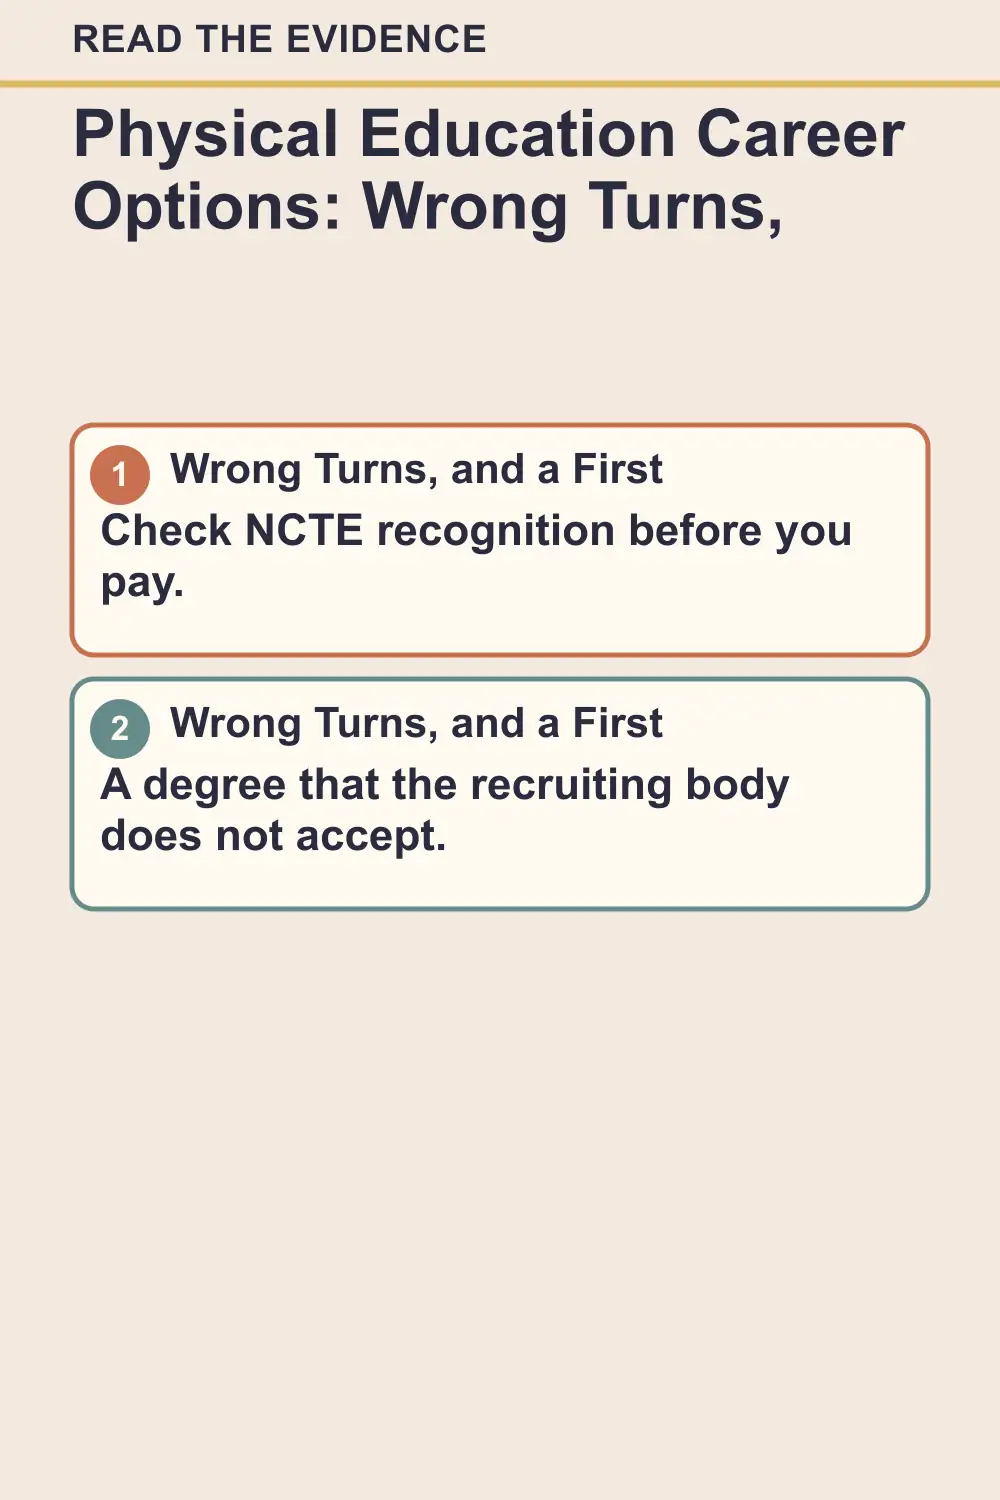 READ THE EVIDENCE
Physical Education Career
Options: Wrong Turns,
1 Wrong Turns, and a First
Check NCTE recognition before you
pay.
2 Wrong Turns, and a First
A degree that the recruiting body
does not accept.